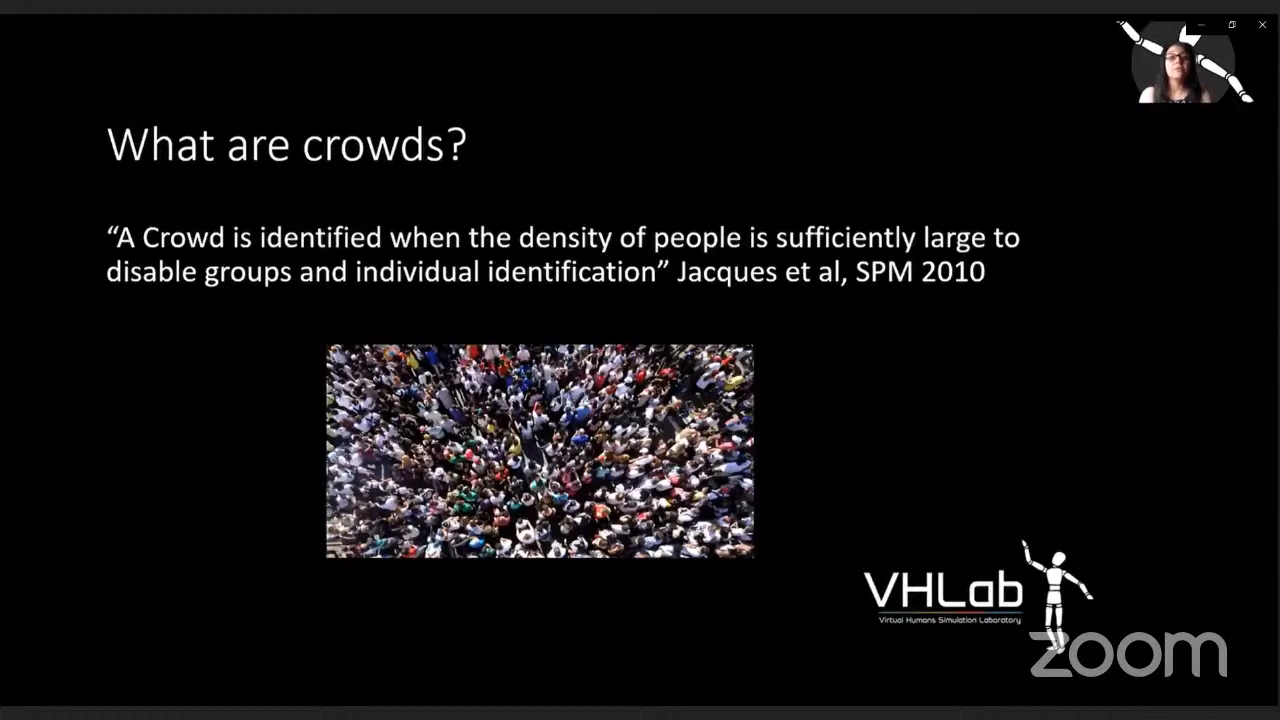 What are crowds?
“A Crowd is identified when the density of people is sufficiently large to
disable groups and individual identification” Jacques et al, SPM 2010
VHLab
Virtual Humans Simulation Laboratory
zoom